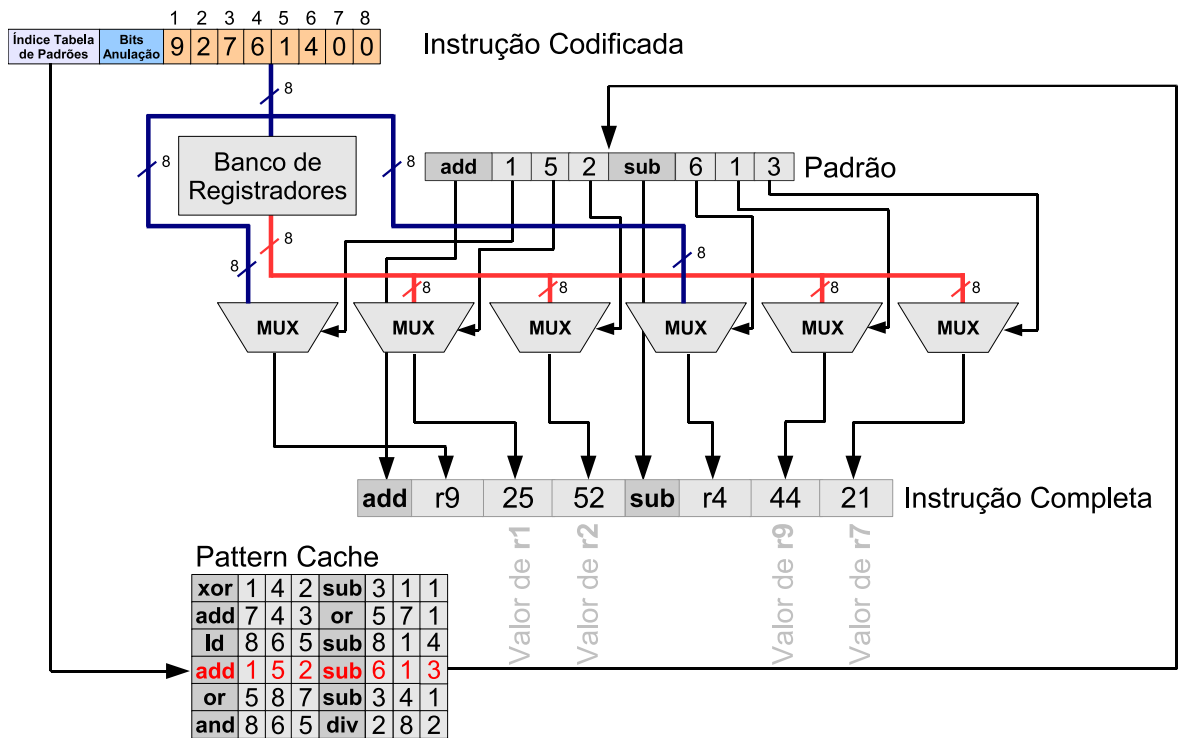 1 2 3 4 5 6 7 8
Índice Tabela de Padrões
Bits Anulação
9 2 7 6 1 4 0 0
Instrução Codificada
8
8
8
Banco de Registradores
add 1 5 2 sub 6 1 3
Padrão
8
8
8
8
8
8
8
MUX MUX MUX MUX MUX MUX
add r9 25 52 sub r4 44 21
Instrução Completa
Valor de r1
Valor de r2
Valor de r9
Valor de r7
Pattern Cache
xor 1 4 2 sub 3 1 1
add 7 4 3 or 5 7 1
ld 8 6 5 sub 8 1 4
add 1 5 2 sub 6 1 3
or 5 8 7 sub 3 4 1
and 8 6 5 div 2 8 2